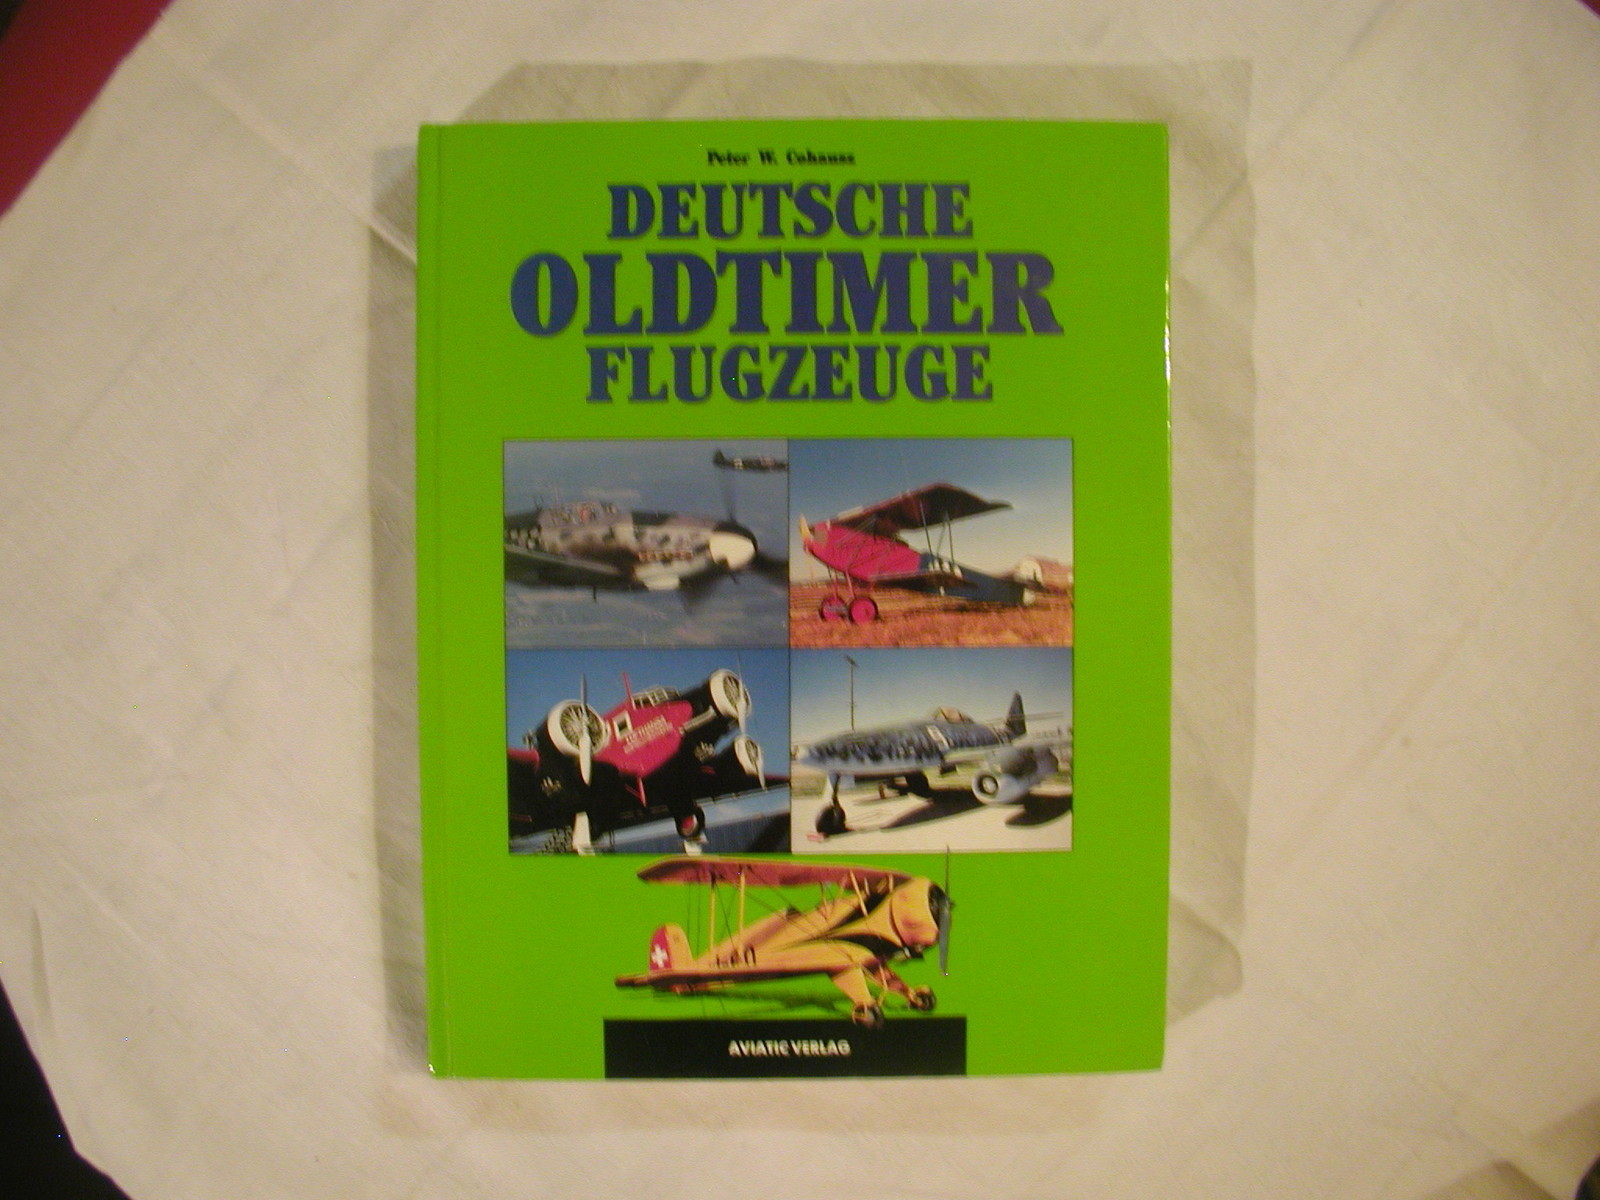 Peter W. Cohausz
DEUTSCHE
OLDTIMER
FLUGZEUGE
AVIATIC VERLAG